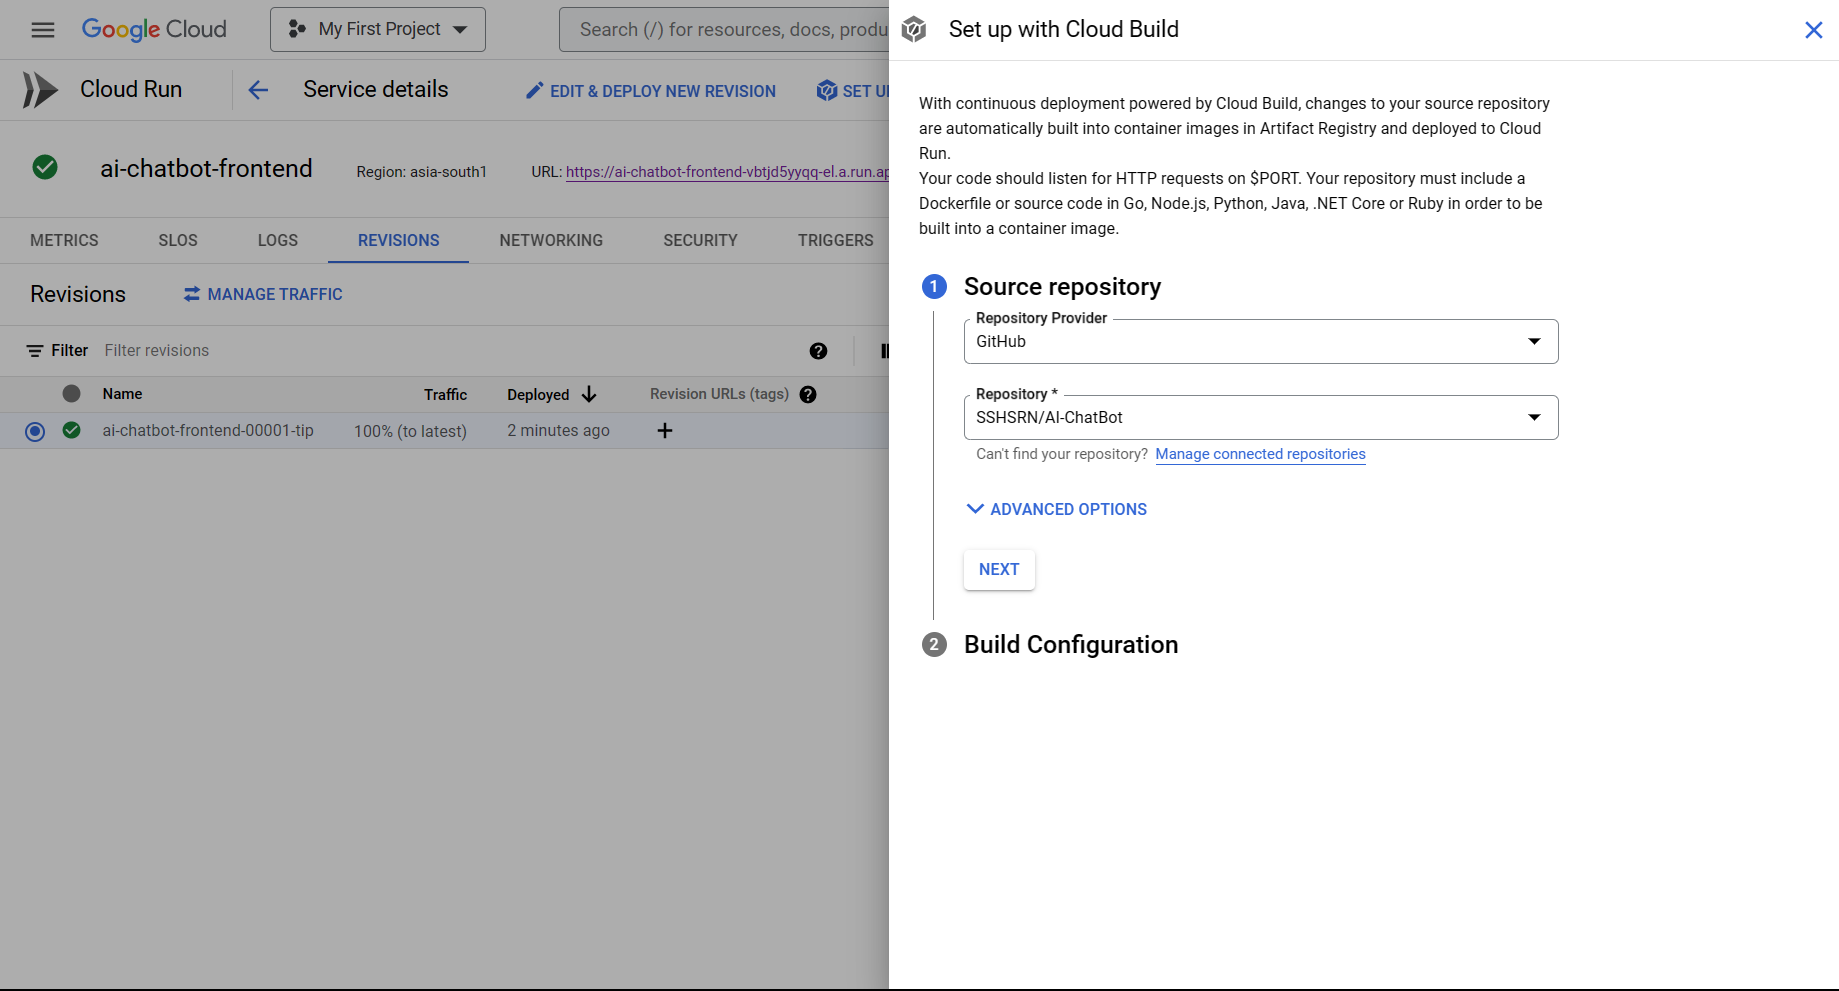 Google Cloud
My First Project
Search (/) for resources, docs, produ
Cloud Run
Service details
EDIT & DEPLOY NEW REVISION
SET U
ai-chatbot-frontend
Region: asia-south1
URL: https://ai-chatbot-frontend-vbtjd5yyqq-el.a.run.ap
METRICS
SLOS
LOGS
REVISIONS
NETWORKING
SECURITY
TRIGGERS
Revisions
MANAGE TRAFFIC
Filter
Filter revisions
Name
Traffic
Deployed
Revision URLs (tags)
ai-chatbot-frontend-00001-tip
100% (to latest)
2 minutes ago
Set up with Cloud Build
With continuous deployment powered by Cloud Build, changes to your source repository
are automatically built into container images in Artifact Registry and deployed to Cloud
Run.
Your code should listen for HTTP requests on $PORT. Your repository must include a
Dockerfile or source code in Go, Node.js, Python, Java, .NET Core or Ruby in order to be
built into a container image.
1 Source repository
Repository Provider
GitHub
Repository *
SSHSRN/AI-ChatBot
Can't find your repository? Manage connected repositories
ADVANCED OPTIONS
NEXT
2 Build Configuration